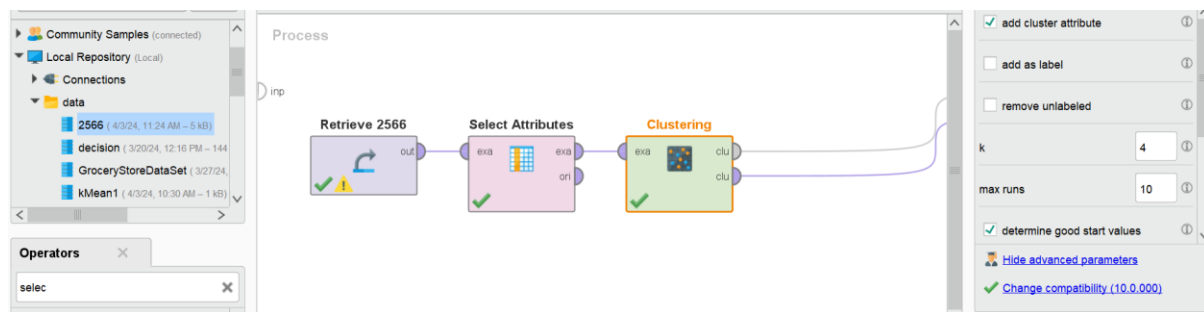 Community Samples (connected)
Local Repository (Local)
Connections
data
2566 ( 4/3/24, 11:24 AM – 5 kB)
decision ( 3/20/24, 12:16 PM – 144
GroceryStoreDataSet ( 3/27/24,
kMean1 ( 4/3/24, 10:30 AM – 1 kB)
Operators
selec
Process
inp
Retrieve 2566
out
Select Attributes
exa
exa
ori
Clustering
exa
clu
clu
add cluster attribute
add as label
remove unlabeled
k
4
max runs
10
determine good start values
Hide advanced parameters
Change compatibility (10.0.000)